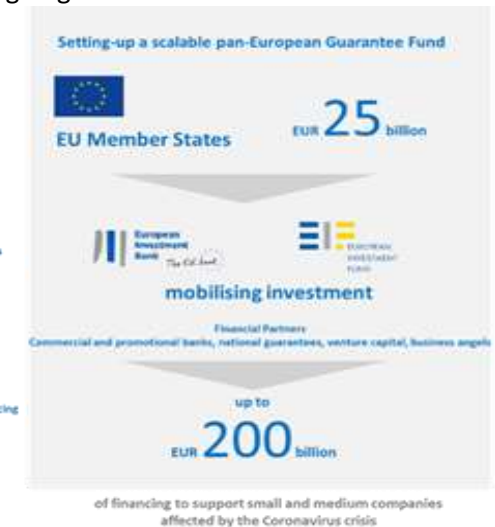 Setting-up a scalable pan-European Guarantee Fund
EU Member States
EUR 25 billion
European
Investment
Bank
The EU bank
EUROPEAN
INVESTMENT
FUND
mobilising investment
Financial Partners
Commercial and promotional banks, national guarantees, venture capital, business angels
up to
EUR 200 billion
of financing to support small and medium companies
affected by the Coronavirus crisis